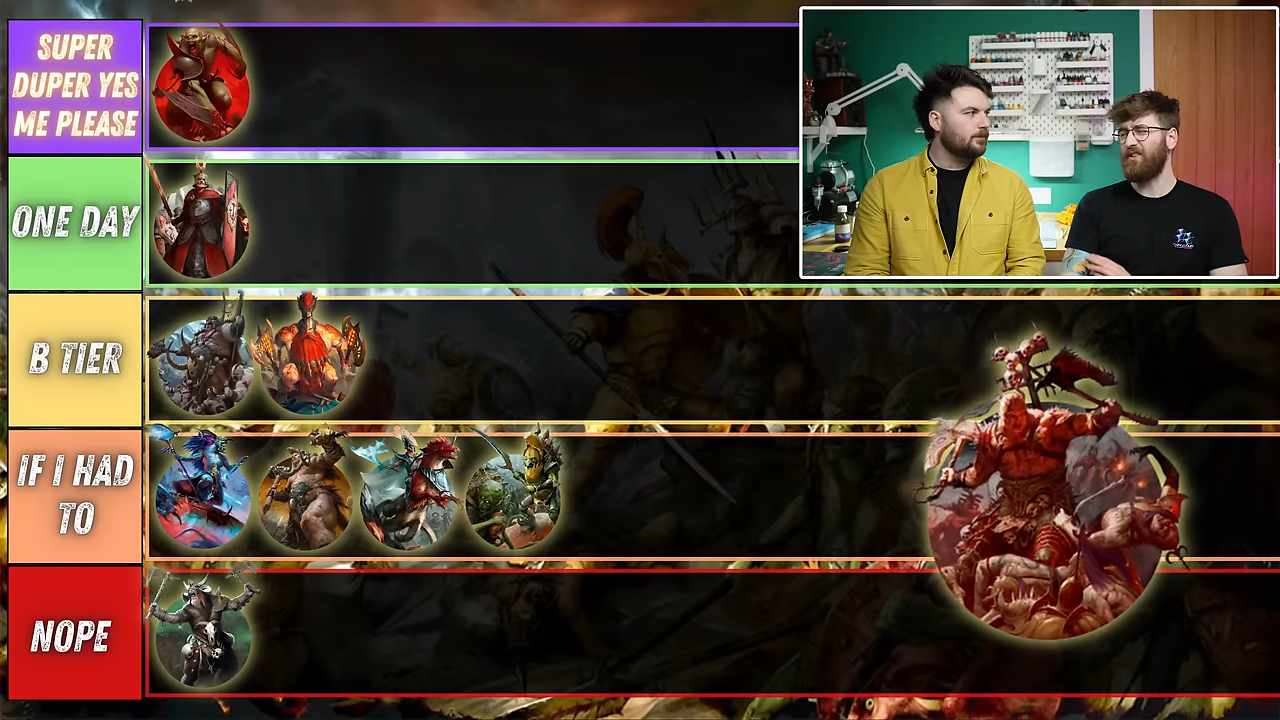 SUPER
DUPER YES
ME PLEASE
ONE DAY
B TIER
IF I HAD
TO
NOPE